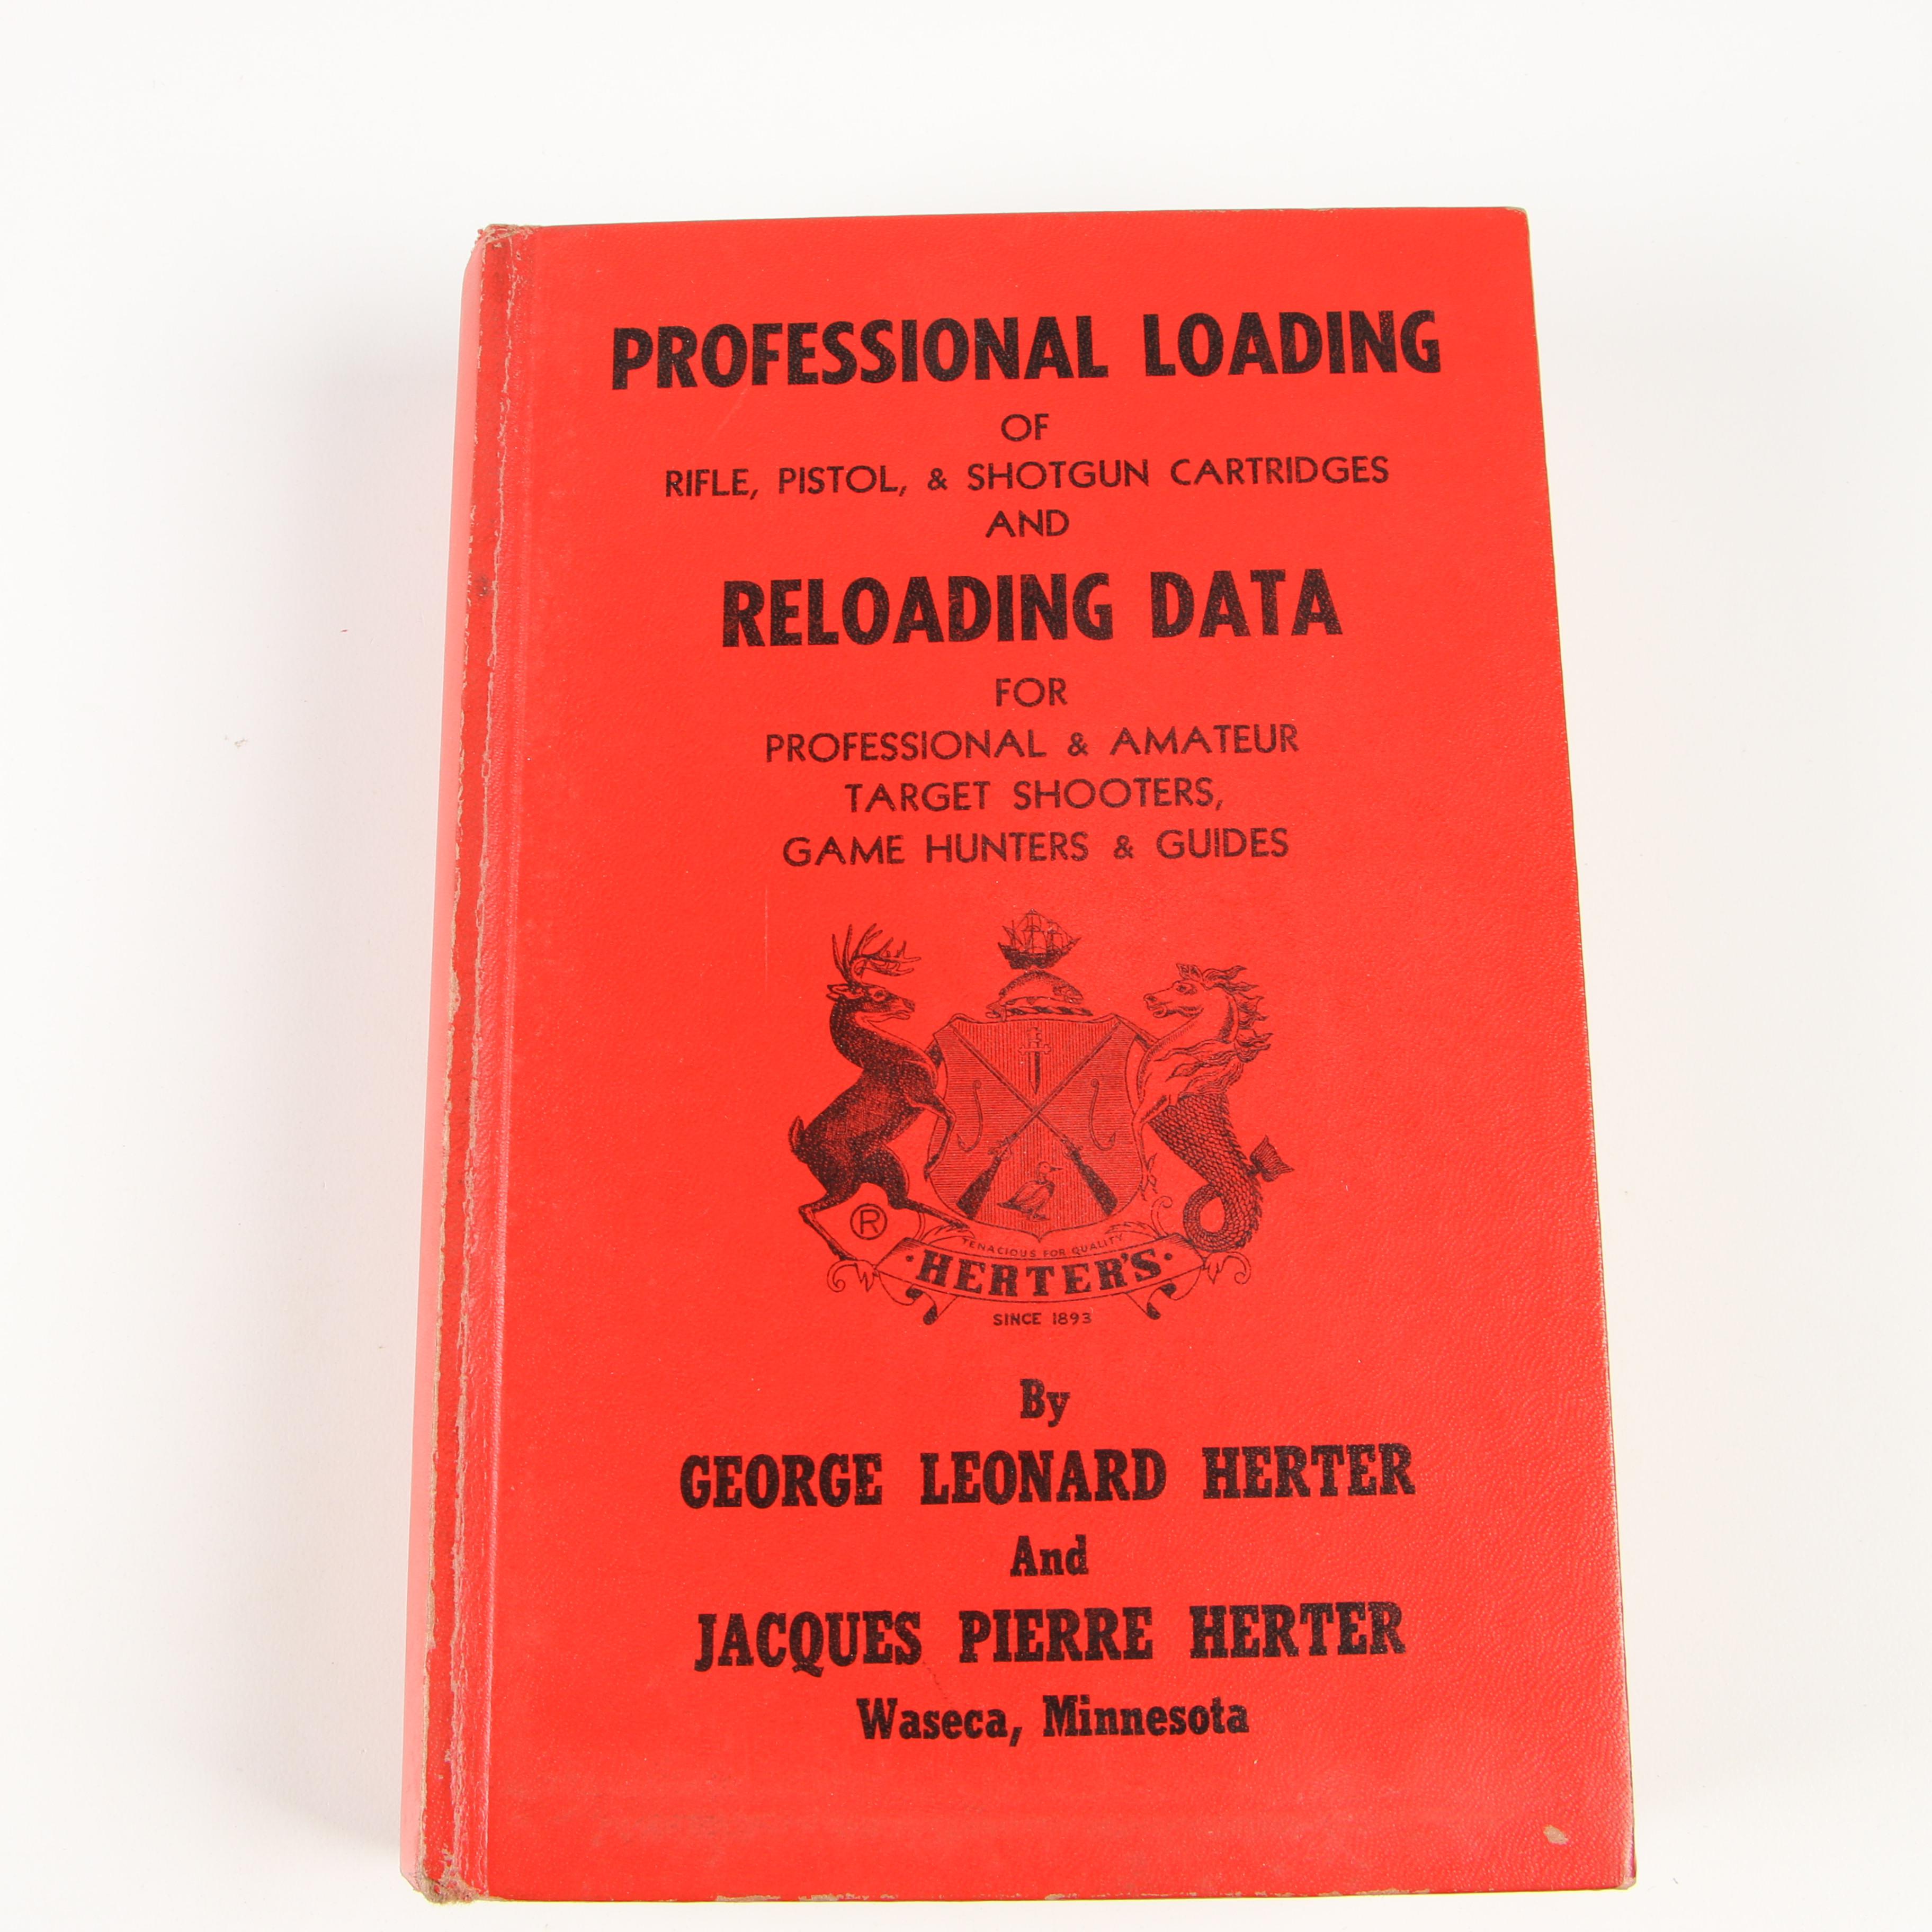 PROFESSIONAL LOADING
OF
RIFLE, PISTOL, & SHOTGUN CARTRIDGES
AND
RELOADING DATA
FOR
PROFESSIONAL & AMATEUR
TARGET SHOOTERS,
GAME HUNTERS & GUIDES
®
TENACIOUS FOR QUALITY
·HERTER'S·
SINCE 1893
By
GEORGE LEONARD HERTER
And
JACQUES PIERRE HERTER
Waseca, Minnesota